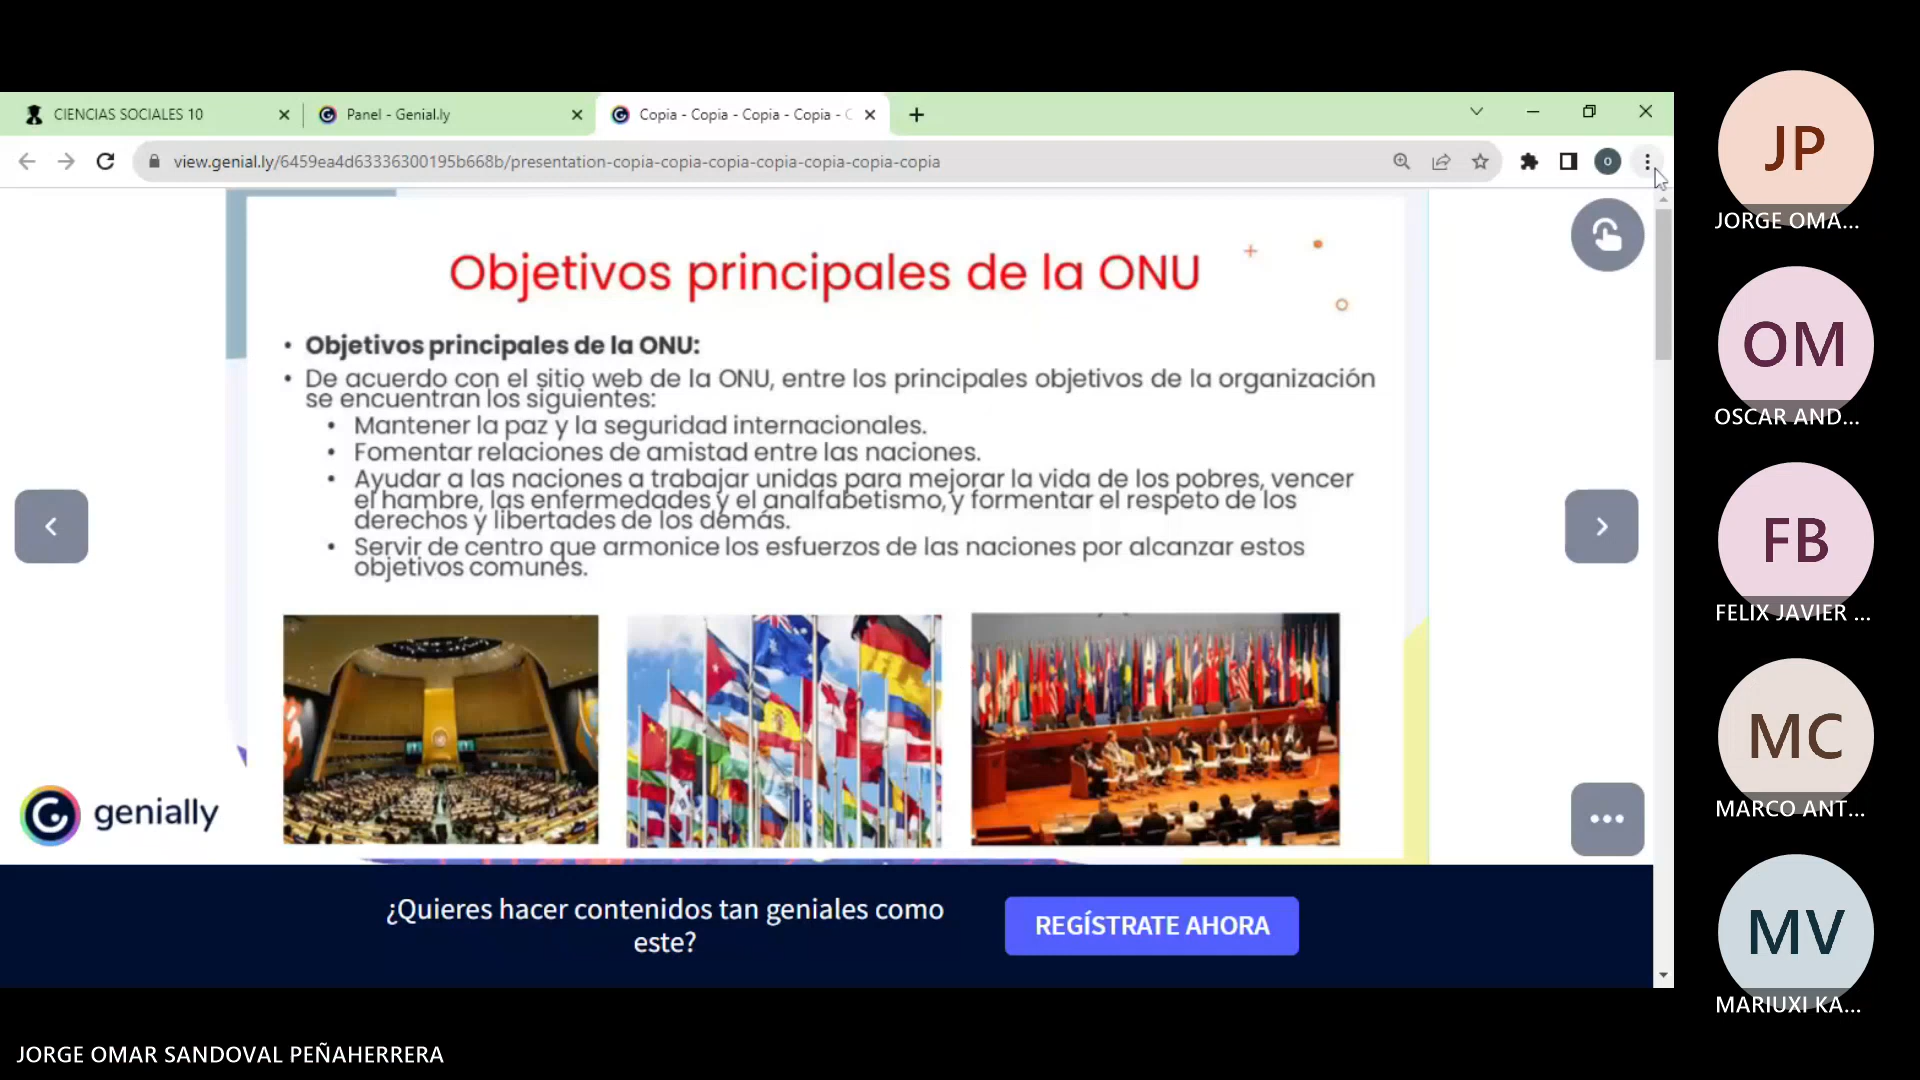 CIENCIAS SOCIALES 10
Panel - Genial.ly
Copia - Copia - Copia - Copia - C
view.genial.ly/6459ea4d63336300195b668b/presentation-copia-copia-copia-copia-copia-copia-copia
O
Objetivos principales de la ONU
• Objetivos principales de la ONU:
• De acuerdo con el sitio web de la ONU, entre los principales objetivos de la organización
se encuentran los siguientes:
• Mantener la paz y la seguridad internacionales.
• Fomentar relaciones de amistad entre las naciones.
• Ayudar a las naciones a trabajar unidas para mejorar la vida de los pobres, vencer
el hambre, las enfermedades y el analfabetismo, y formentar el respeto de los
derechos y libertades de los demás.
• Servir de centro que armonice los esfuerzos de las naciones por alcanzar estos
objetivos comunes.
genially
¿Quieres hacer contenidos tan geniales como
este?
REGÍSTRATE AHORA
JP
JORGE OMA...
OM
OSCAR AND...
FB
FELIX JAVIER ...
MC
MARCO ANT...
MV
MARIUXI KA...
JORGE OMAR SANDOVAL PEÑAHERRERA